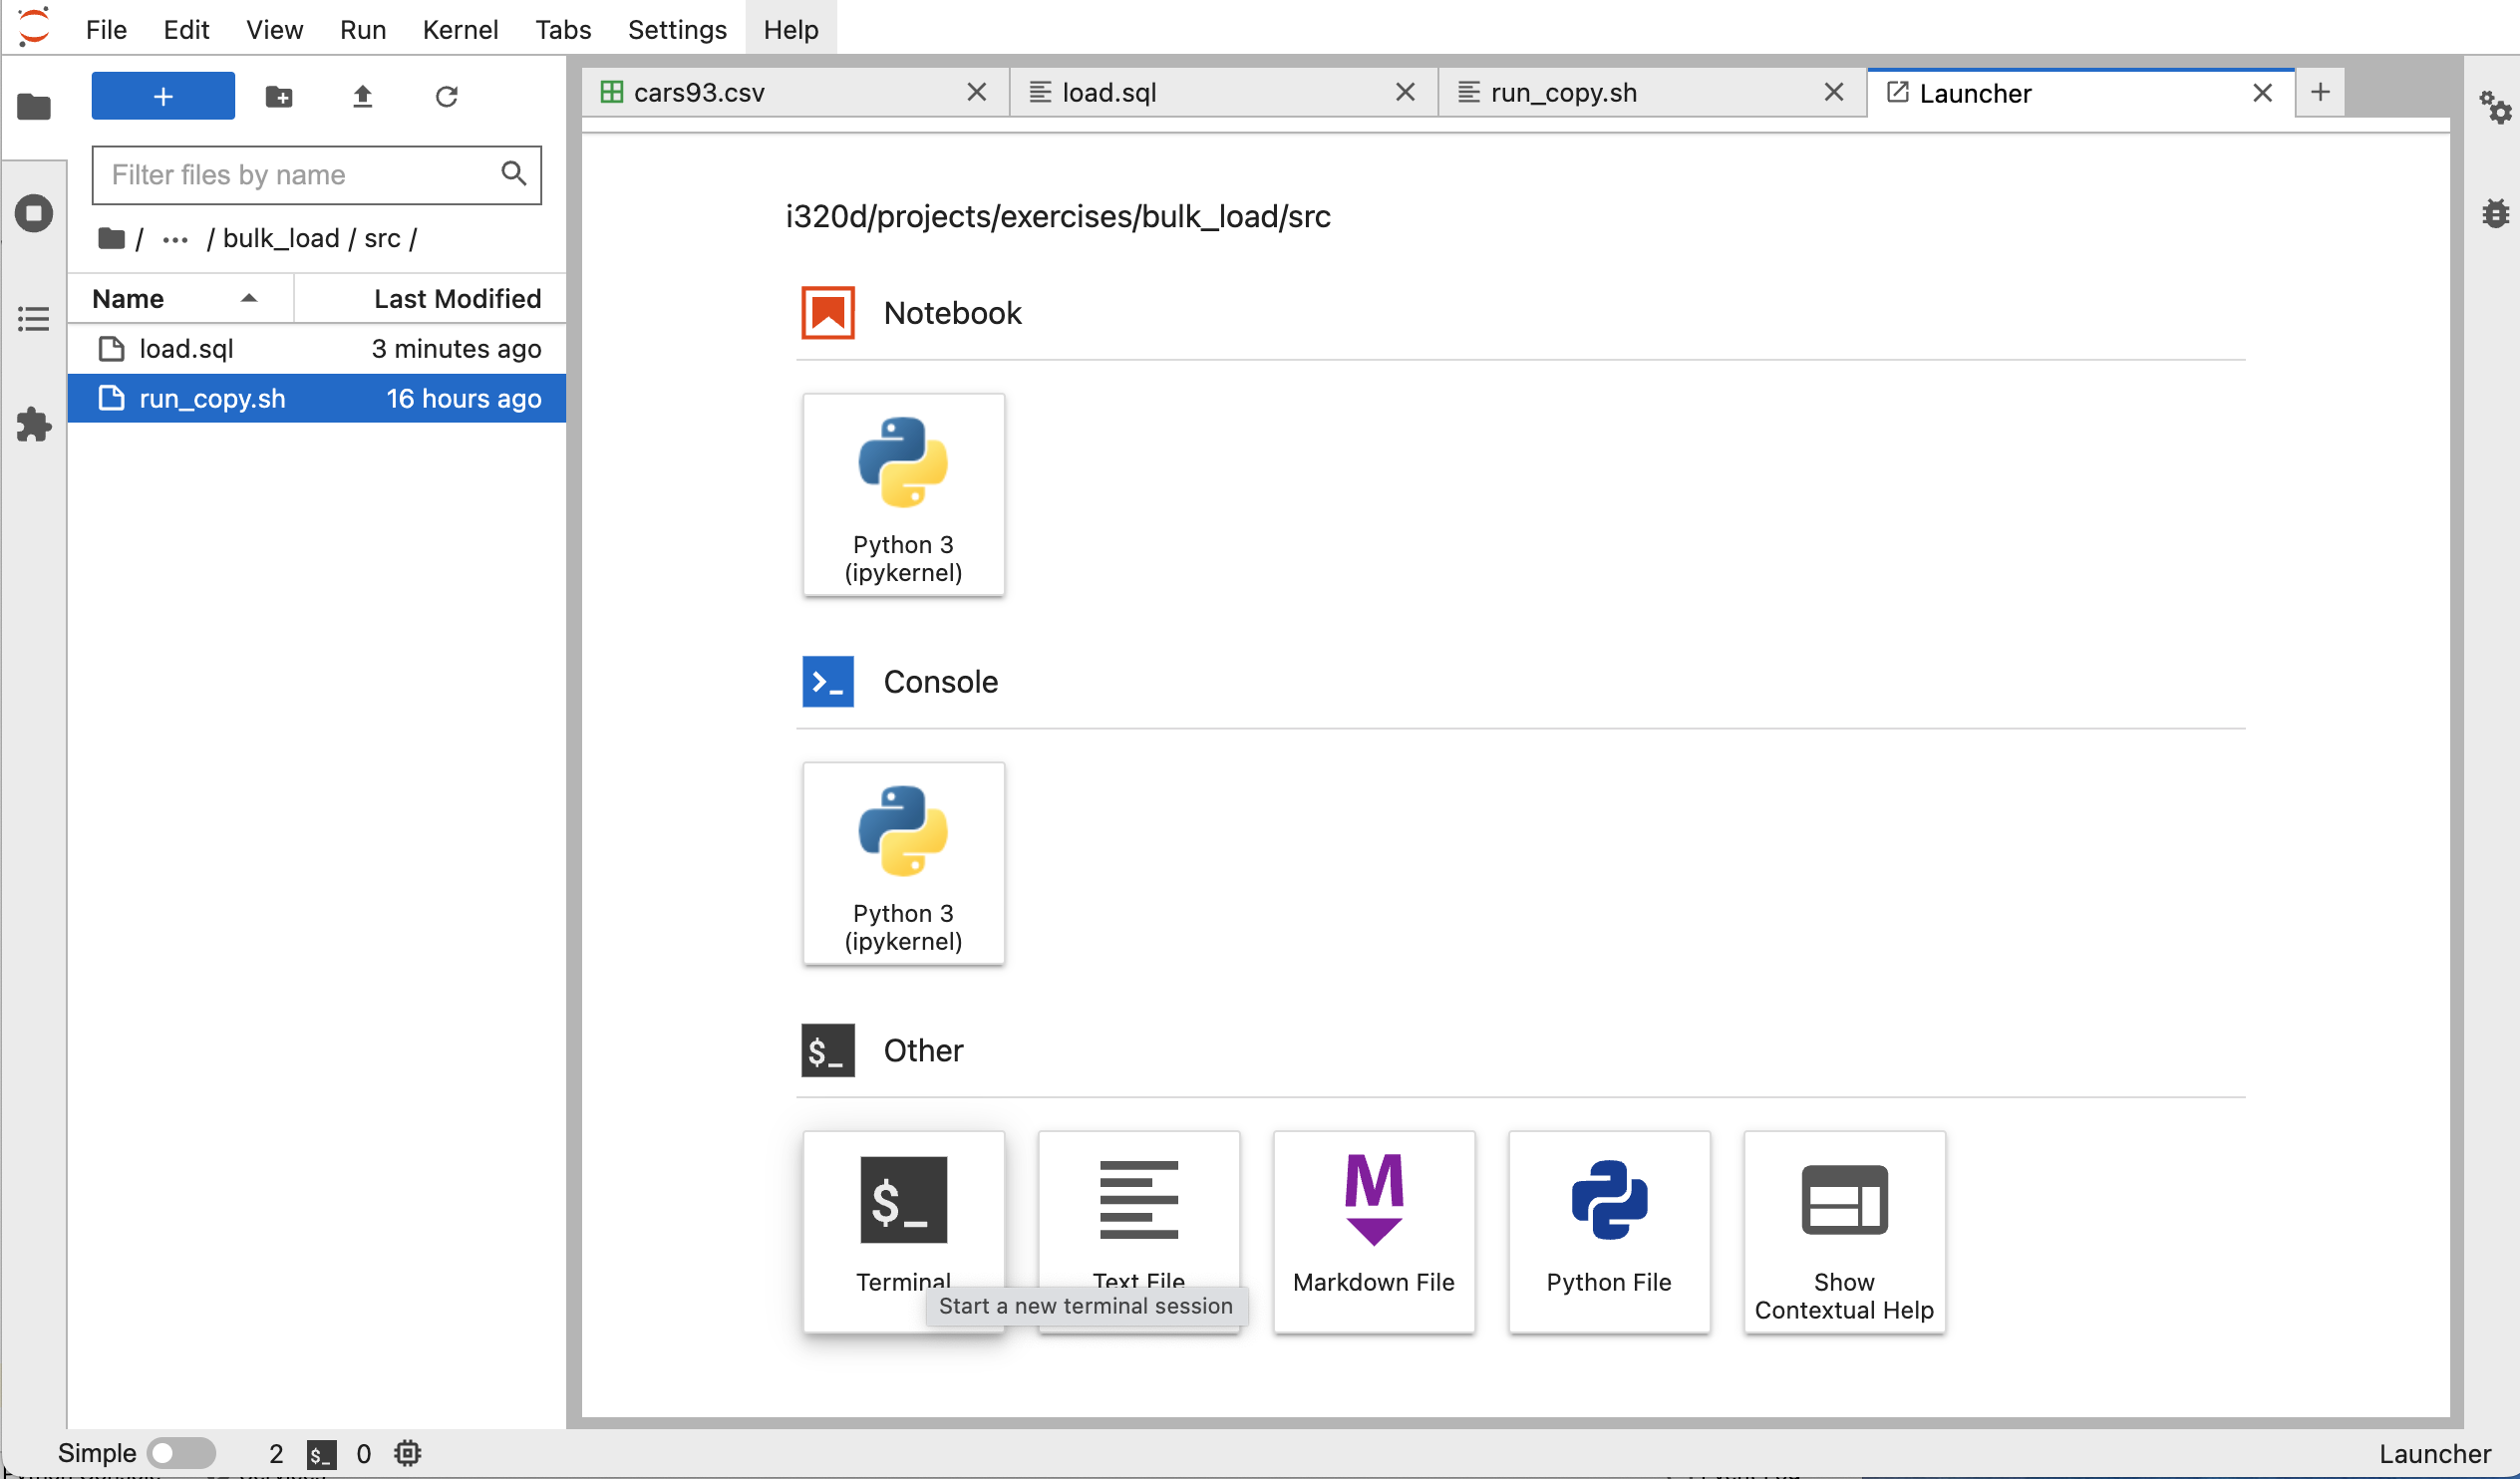 File Edit View Run Kernel Tabs Settings Help
cars93.csv
load.sql
run_copy.sh
Launcher
Filter files by name
/ ... / bulk_load / src /
Name Last Modified
load.sql 3 minutes ago
run_copy.sh 16 hours ago
i320d/projects/exercises/bulk_load/src
Notebook
Python 3
(ipykernel)
Console
Python 3
(ipykernel)
$_ Other
$_
Terminal
Text File
Markdown File
Python File
Show
Contextual Help
Start a new terminal session
Simple 2 $_ 0
Launcher